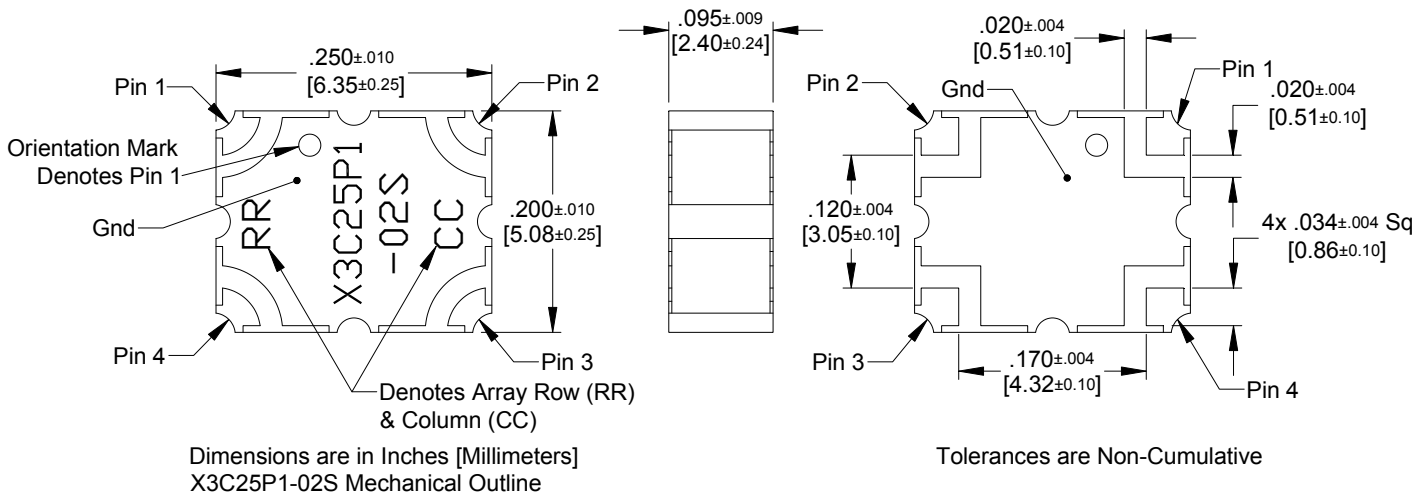 .250±.010
[6.35±0.25]
Pin 1
Pin 2
Orientation Mark
Denotes Pin 1
Gnd
RR
X3C25P1
-02S
CC
.200±.010
[5.08±0.25]
Pin 4
Pin 3
Denotes Array Row (RR)
& Column (CC)
Dimensions are in Inches [Millimeters]
X3C25P1-02S Mechanical Outline
.095±.009
[2.40±0.24]
.020±.004
[0.51±0.10]
Pin 2
Gnd
Pin 1
.020±.004
[0.51±0.10]
.120±.004
[3.05±0.10]
4x .034±.004 Sq
[0.86±0.10]
Pin 3
.170±.004
[4.32±0.10]
Pin 4
Tolerances are Non-Cumulative